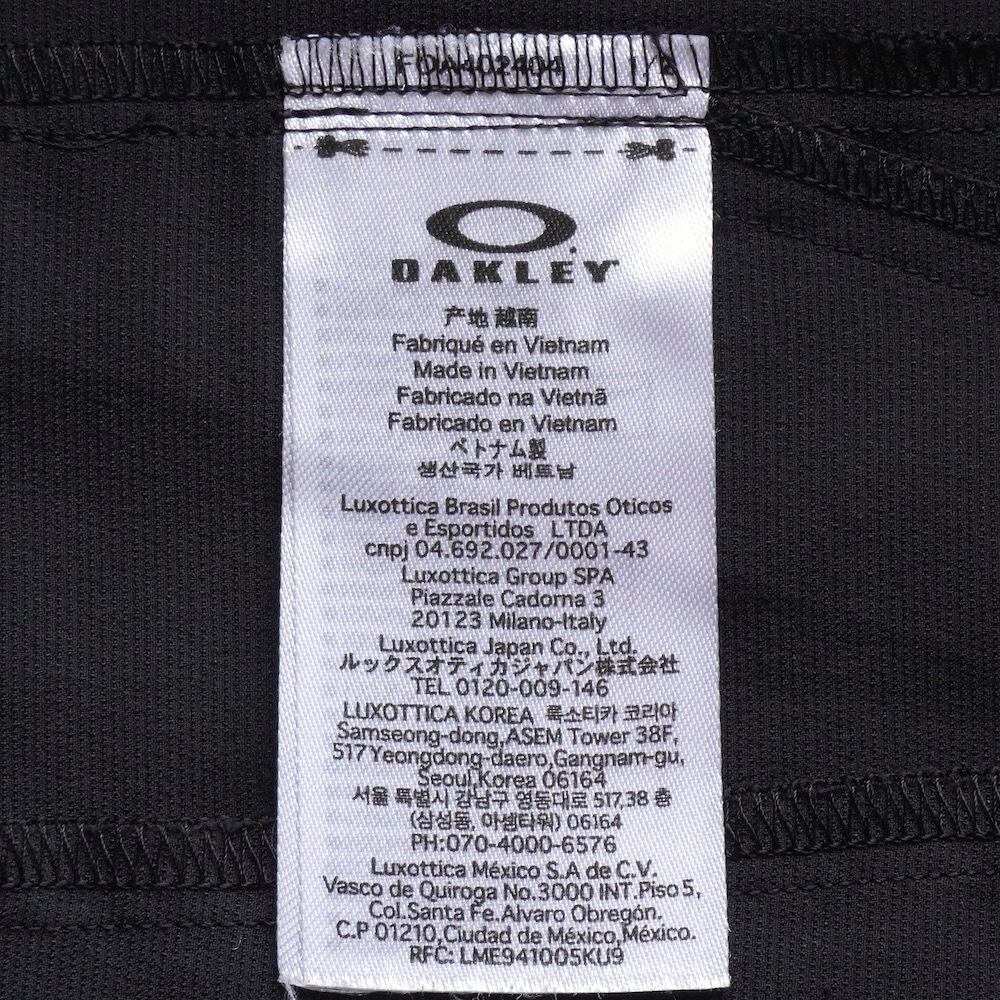 FOA402404
OAKLEY
产地 越南
Fabriqué en Vietnam
Made in Vietnam
Fabricado na Vietnã
Fabricado en Vietnam
ベトナム製
생산국가 베트남
Luxottica Brasil Produtos Oticos
e Esportidos LTDA
cnpj 04.692.027/0001-43
Luxottica Group SPA
Piazzale Cadorna 3
20123 Milano-Italy
Luxottica Japan Co., Ltd.
ルックスオティカジャパン株式会社
TEL 0120-009-146
LUXOTTICA KOREA 룩소티카 코리아
Samseong-dong,ASEM Tower 38F,
517 Yeongdong-daero,Gangnam-gu,
Seoul,Korea 06164
서울 특별시 강남구 영동대로 517,38 층
(삼성동, 아셈타워) 06164
PH:070-4000-6576
Luxottica México S.A de C.V.
Vasco de Quiroga No.3000 INT.Piso 5,
Col.Santa Fe.Alvaro Obregón.
C.P 01210,Ciudad de México,México.
RFC: LME941005KU9